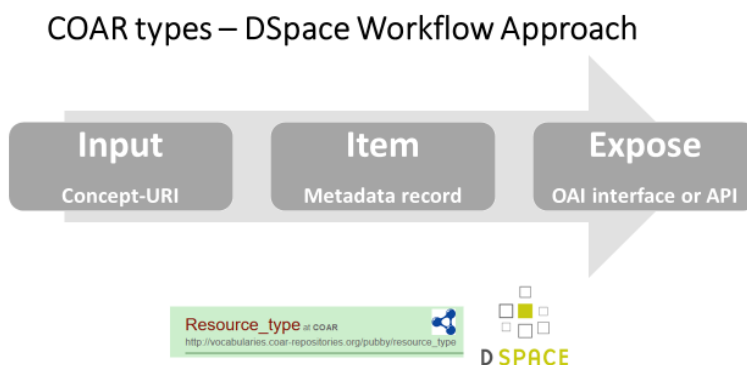 COAR types – DSpace Workflow Approach
Input
Concept-URI
Item
Metadata record
Expose
OAI interface or API
Resource_type at COAR
http://vocabularies.coar-repositories.org/pubby/resource_type
DSPACE